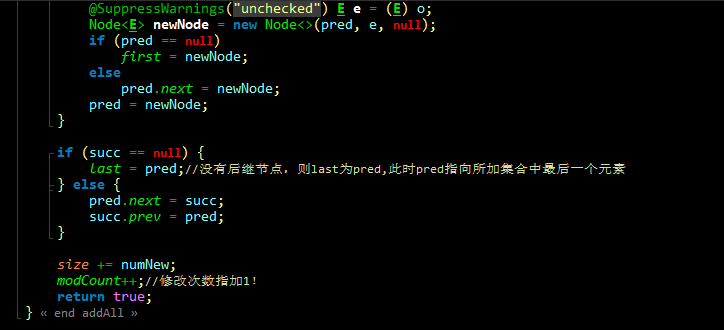 @SuppressWarnings("unchecked") E e = (E) o;
Node<E> newNode = new Node<>(pred, e, null);
if (pred == null)
first = newNode;
else
pred.next = newNode;
pred = newNode;
}
if (succ == null) {
last = pred;//没有后继节点，则last为pred,此时pred指向所加集合中最后一个元素
} else {
pred.next = succ;
succ.prev = pred;
}
size += numNew;
modCount++;//修改次数指加1！
return true;
} « end addAll »